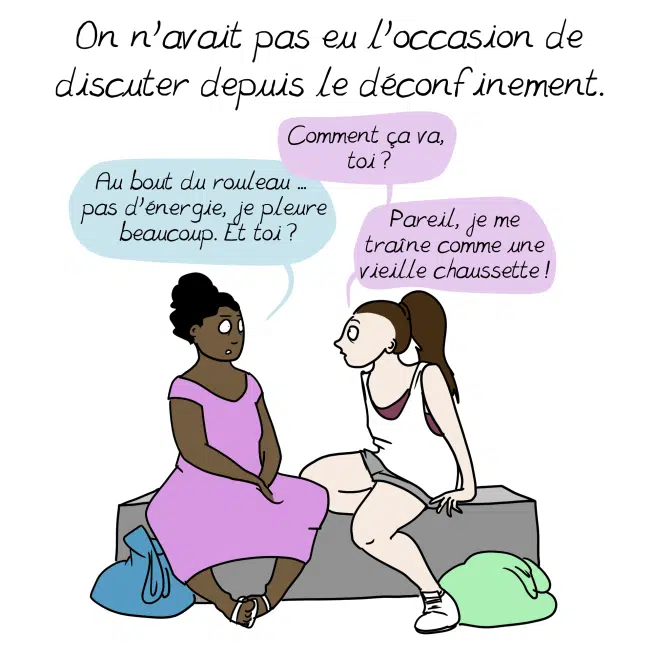 On n'avait pas eu l'occasion de
discuter depuis le déconfinement.
Comment ça va,
toi ?
Au bout du rouleau ...
pas d'énergie, je pleure
beaucoup. Et toi ?
Pareil, je me
traîne comme une
vieille chaussette !